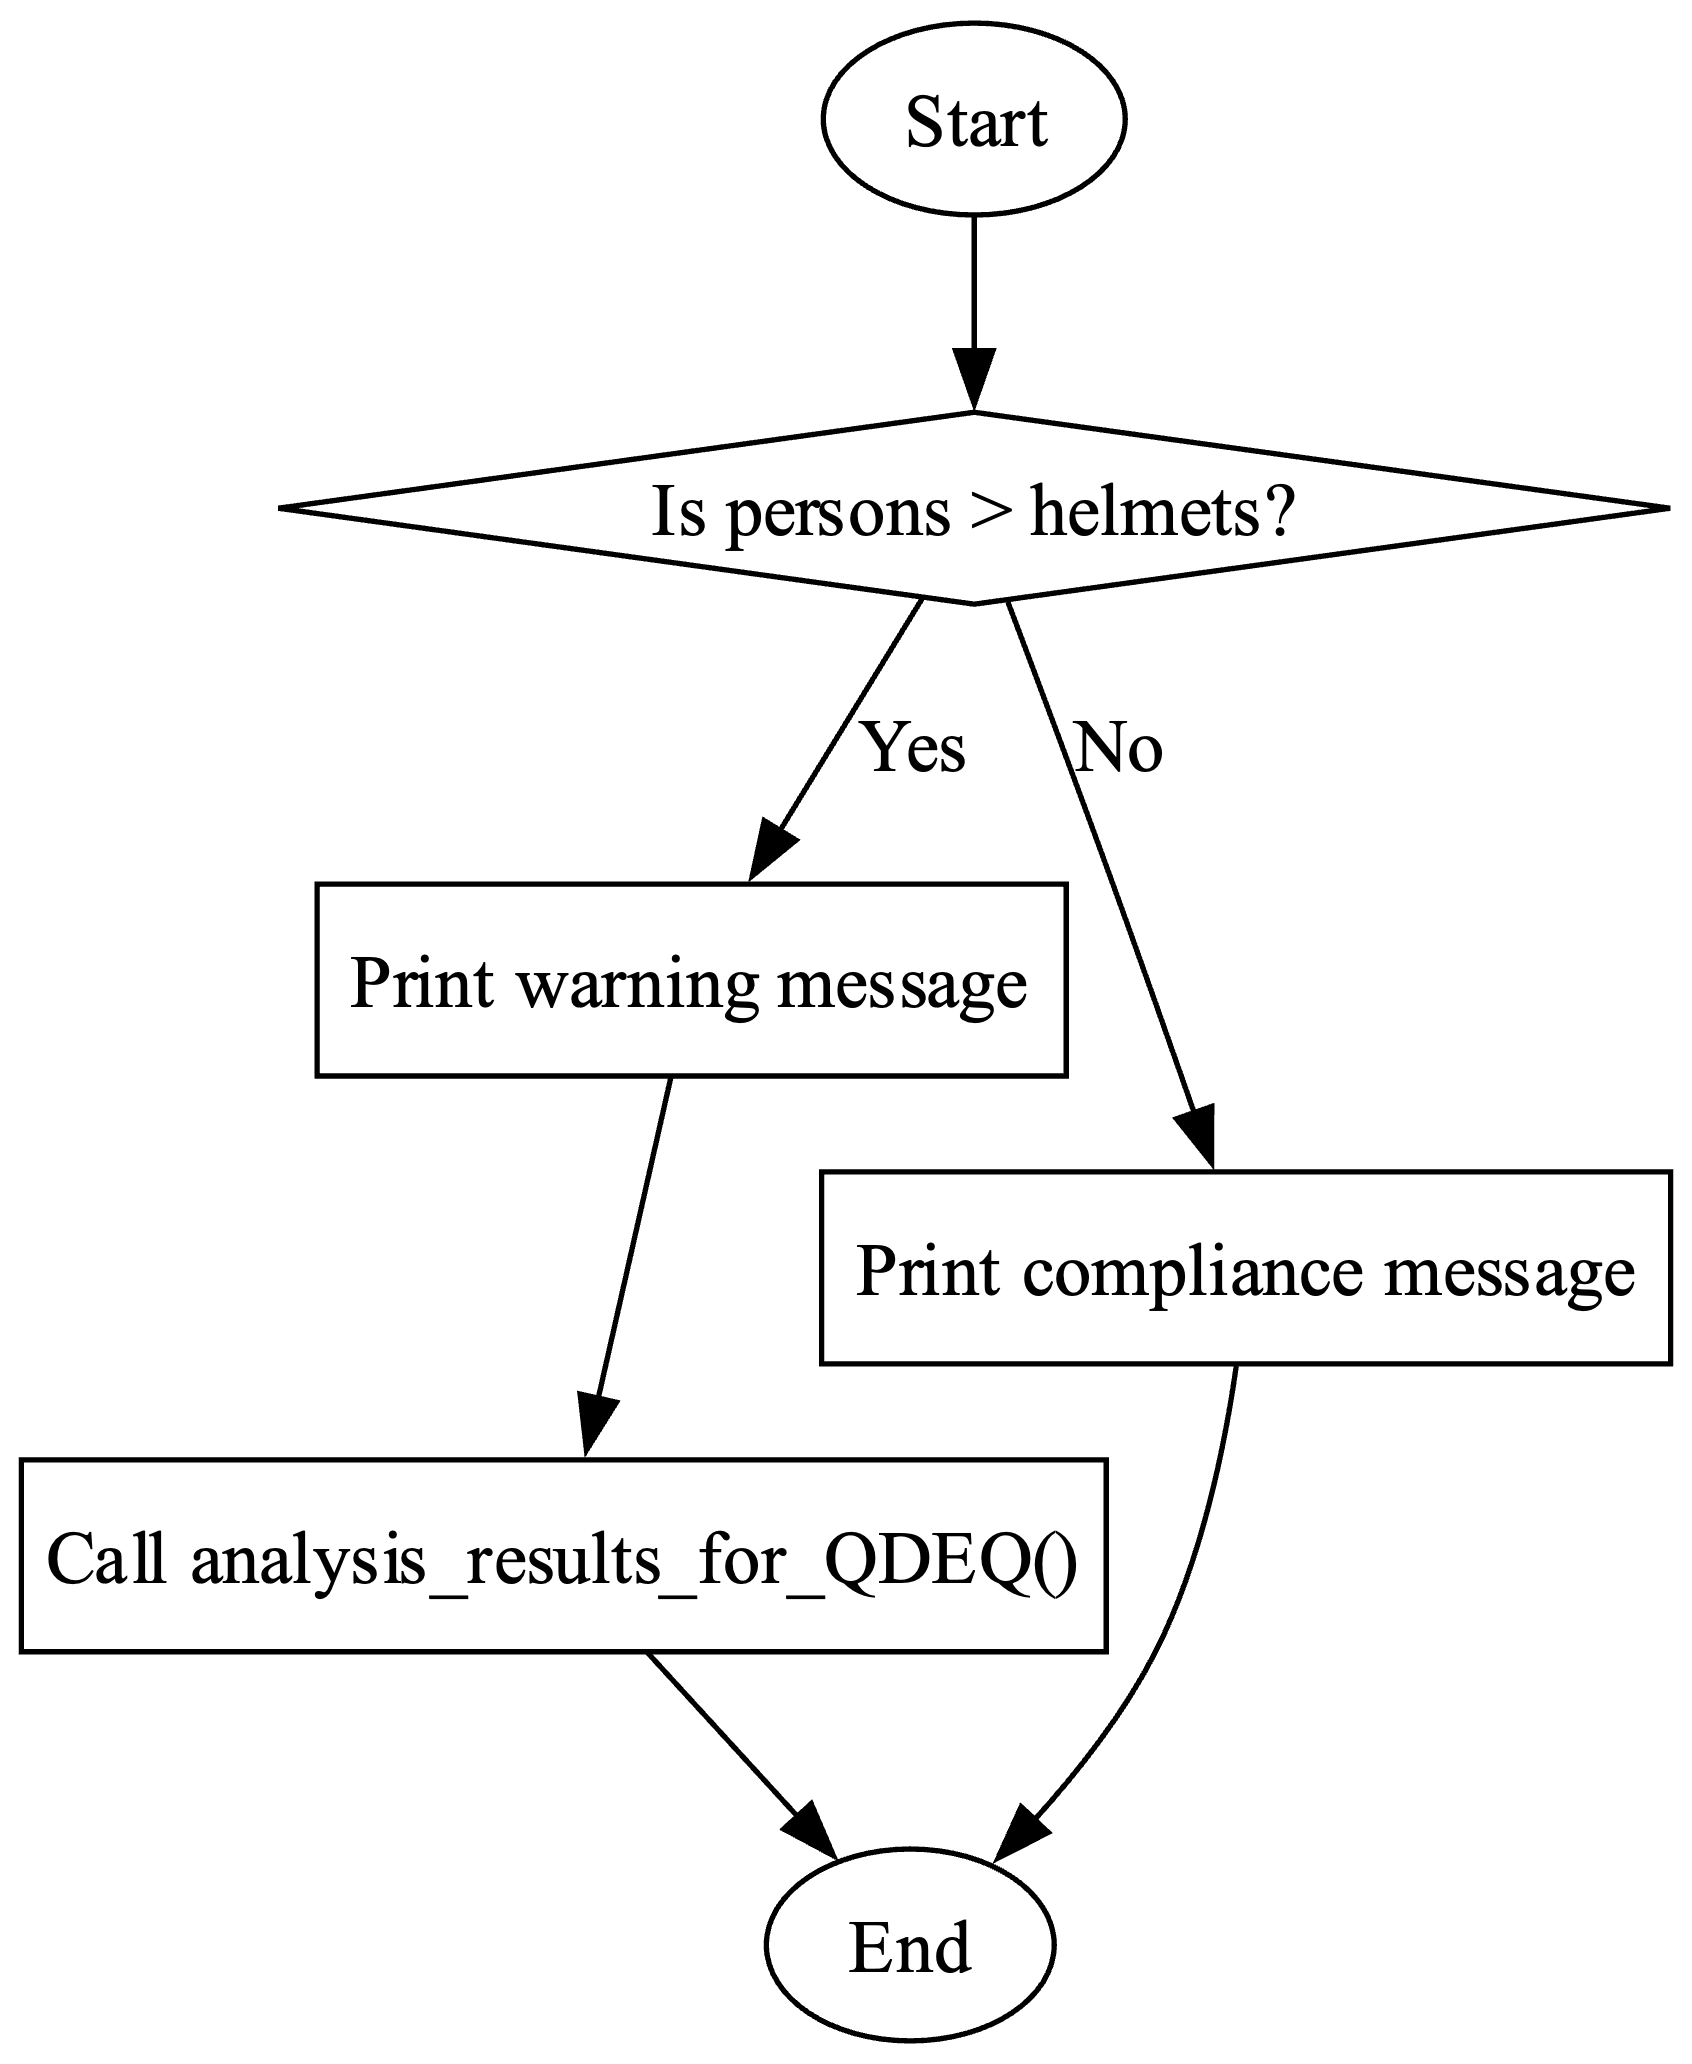 Start
Is persons > helmets?
Yes
No
Print warning message
Print compliance message
Call analysis_results_for_QDEQ()
End